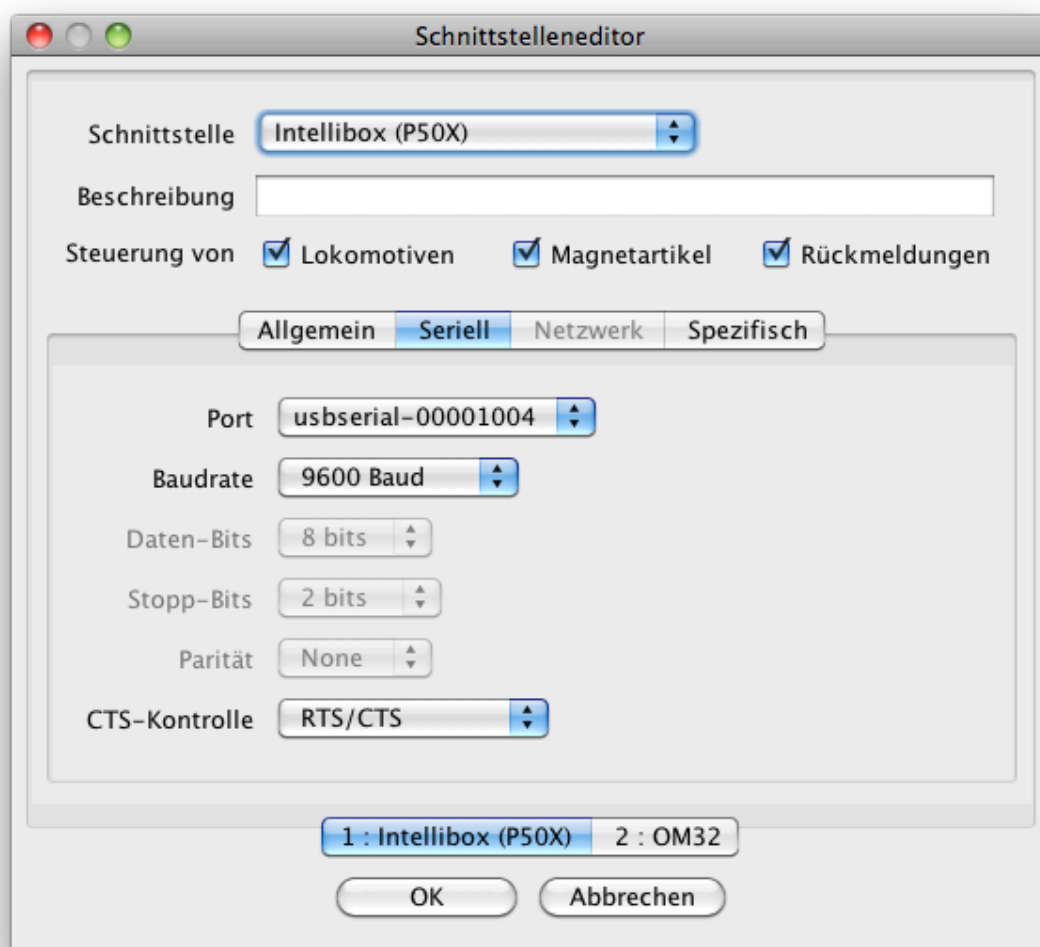 Schnittstelleneditor
Schnittstelle Intellibox (P50X)
Beschreibung
Steuerung von Lokomotiven Magnetartikel Rückmeldungen
Allgemein Seriell Netzwerk Spezifisch
Port usbserial-00001004
Baudrate 9600 Baud
Daten-Bits 8 bits
Stopp-Bits 2 bits
Parität None
CTS-Kontrolle RTS/CTS
1 : Intellibox (P50X) 2 : OM32
OK Abbrechen